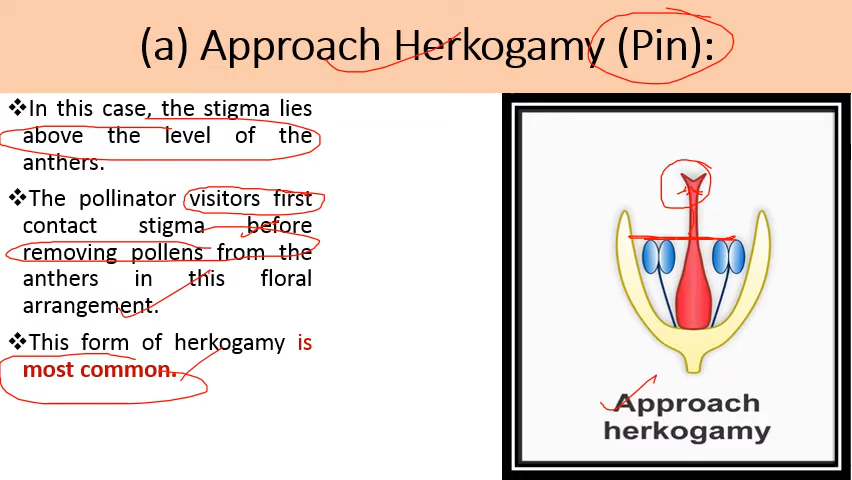 (a) Approach Herkogamy (Pin):
❖In this case, the stigma lies
above the level of the
anthers.
❖The pollinator visitors first
contact stigma before
removing pollens from the
anthers in this floral
arrangement.
❖This form of herkogamy is
most common.
Approach
herkogamy